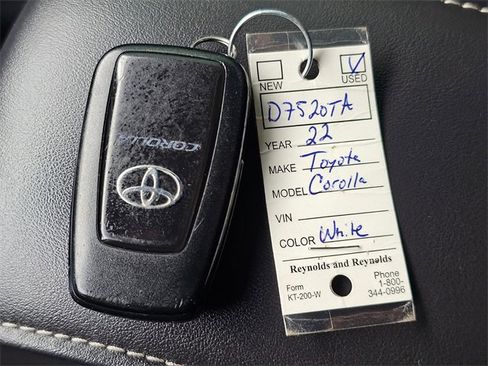 COROLLA
NEW
USED
D7520TA
YEAR 22
MAKE Toyota
MODEL Corolla
VIN
COLOR White
Reynolds and Reynolds
Form
KT-200-W
Phone
1-800-
344-0996